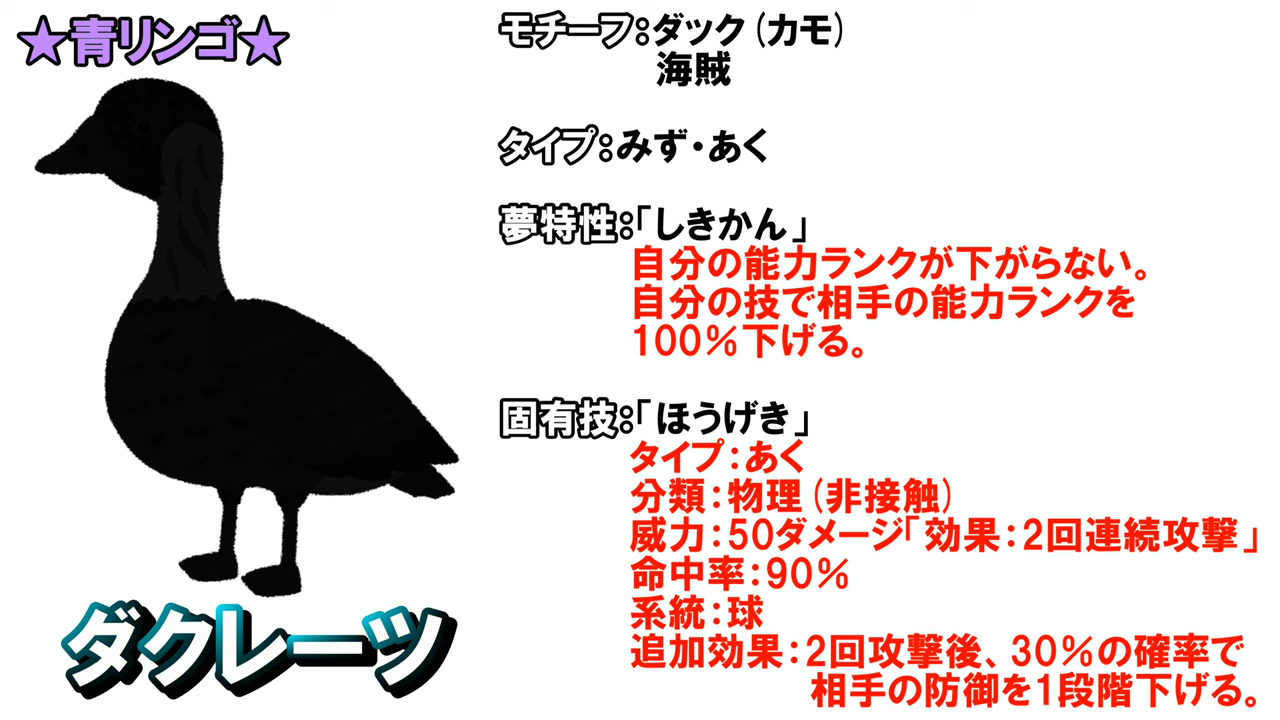 ★青リンゴ★
モチーフ:ダック(カモ)
海賊
タイプ:みず・あく
夢特性:「しきかん」
自分の能力ランクが下がらない。
自分の技で相手の能力ランクを
100%下げる。
固有技:「ほうげき」
タイプ:あく
分類:物理(非接触)
威力:50ダメージ「効果:2回連続攻撃」
命中率:90%
系統:球
追加効果:2回攻撃後、30%の確率で
相手の防御を1段階下げる。
ダクレーツ